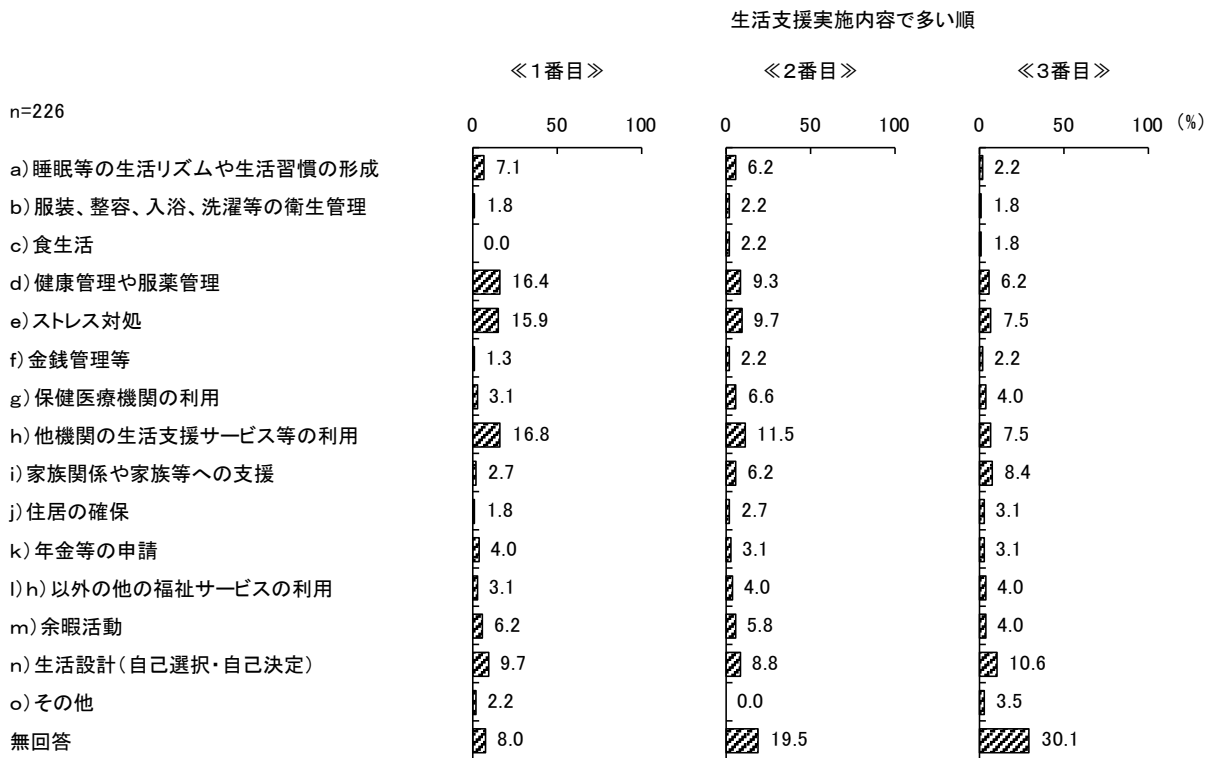 生活支援実施内容で多い順
≪1番目≫ ≪2番目≫ ≪3番目≫
n=226
0 50 100 0 50 100 0 50 100 (%)
a)睡眠等の生活リズムや生活習慣の形成 7.1 6.2 2.2
b)服装、整容、入浴、洗濯等の衛生管理 1.8 2.2 1.8
c)食生活 0.0 2.2 1.8
d)健康管理や服薬管理 16.4 9.3 6.2
e)ストレス対処 15.9 9.7 7.5
f)金銭管理等 1.3 2.2 2.2
g)保健医療機関の利用 3.1 6.6 4.0
h)他機関の生活支援サービス等の利用 16.8 11.5 7.5
i)家族関係や家族等への支援 2.7 6.2 8.4
j)住居の確保 1.8 2.7 3.1
k)年金等の申請 4.0 3.1 3.1
l)h)以外の他の福祉サービスの利用 3.1 4.0 4.0
m)余暇活動 6.2 5.8 4.0
n)生活設計(自己選択・自己決定) 9.7 8.8 10.6
o)その他 2.2 0.0 3.5
無回答 8.0 19.5 30.1